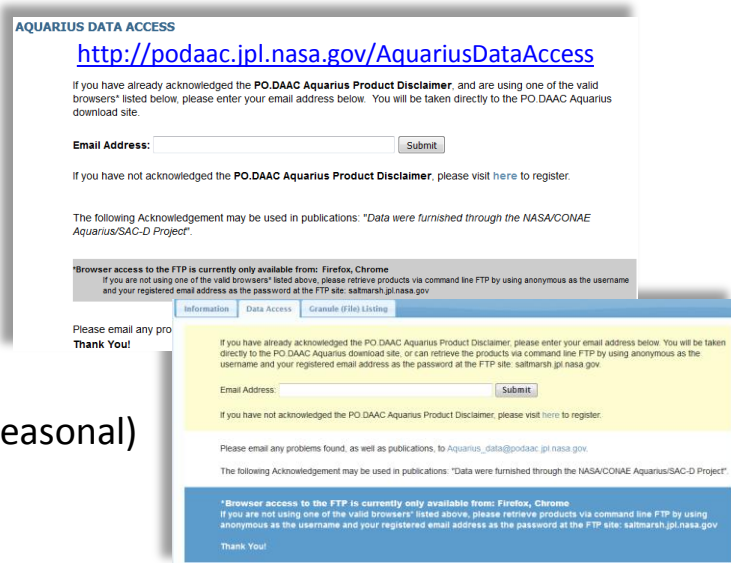 AQUARIUS DATA ACCESS
http://podaac.jpl.nasa.gov/AquariusDataAccess
If you have already acknowledged the PO.DAAC Aquarius Product Disclaimer, and are using one of the valid
browsers* listed below, please enter your email address below. You will be taken directly to the PO.DAAC Aquarius
download site.
Email Address:
Submit
If you have not acknowledged the PO.DAAC Aquarius Product Disclaimer, please visit here to register.
The following Acknowledgement may be used in publications: "Data were furnished through the NASA/CONAE
Aquarius/SAC-D Project".
*Browser access to the FTP is currently only available from: Firefox, Chrome
If you are not using one of the valid browsers* listed above, please retrieve products via command line FTP by using anonymous as the username
and your registered email address as the password at the FTP site: saltmarsh.jpl.nasa.gov
Please email any pro
Thank You!
easonal)
Information
Data Access
Granule (File) Listing
If you have already acknowledged the PO.DAAC Aquarius Product Disclaimer, please enter your email address below. You will be taken
directly to the PO.DAAC Aquarius download site, or can retrieve the products via command line FTP by using anonymous as the
username and your registered email address as the password at the FTP site: saltmarsh.jpl.nasa.gov.
Email Address:
Submit
If you have not acknowledged the PO.DAAC Aquarius Product Disclaimer, please visit here to register.
Please email any problems found, as well as publications, to Aquarius_data@podaac.jpl.nasa.gov.
The following Acknowledgement may be used in publications: "Data were furnished through the NASA/CONAE Aquarius/SAC-D Project".
*Browser access to the FTP is currently only available from: Firefox, Chrome
If you are not using one of the valid browsers* listed above, please retrieve products via command line FTP by using
anonymous as the username and your registered email address as the password at the FTP site: saltmarsh.jpl.nasa.gov
Thank You!